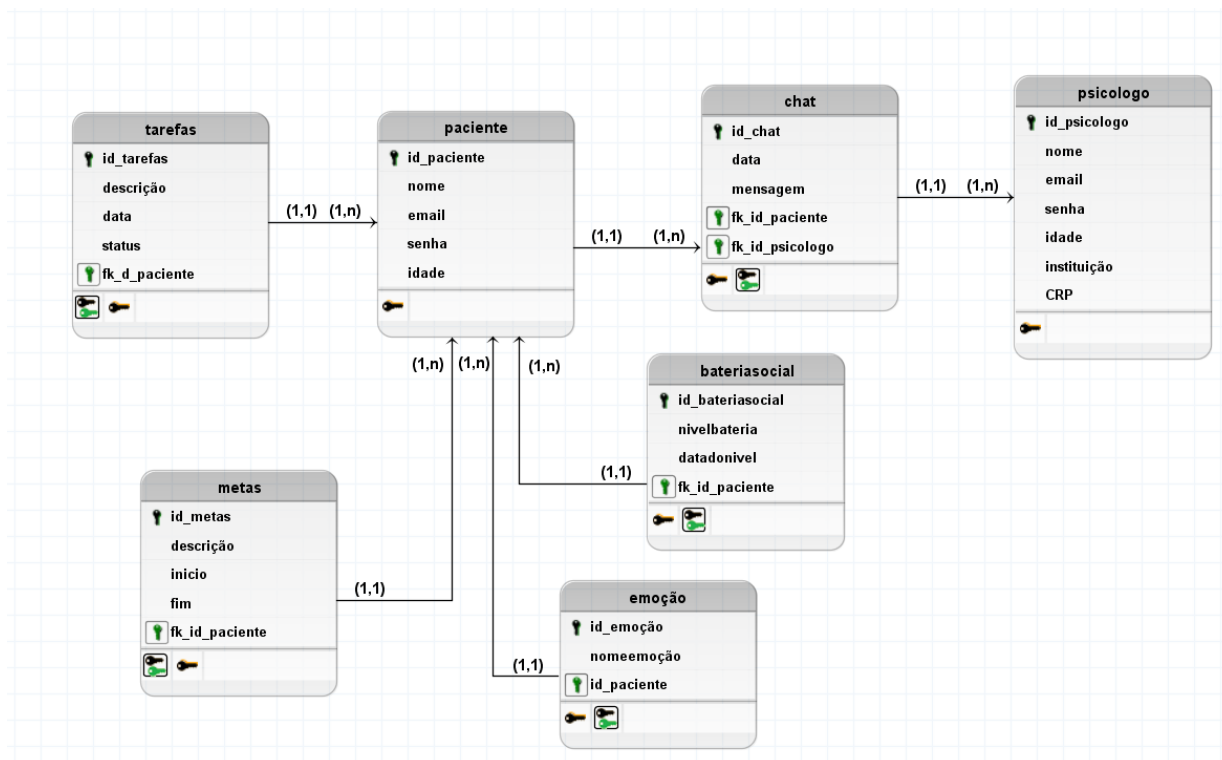 tarefas
id_tarefas
descrição
data
status
fk_d_paciente
(1,1) (1,n)
paciente
id_paciente
nome
email
senha
idade
(1,1) (1,n)
chat
id_chat
data
mensagem
fk_id_paciente
fk_id_psicologo
(1,1) (1,n)
psicologo
id_psicologo
nome
email
senha
idade
instituição
CRP
(1,n) (1,n) (1,n)
bateriasocial
id_bateriasocial
nivelbateria
datadonivel
fk_id_paciente
(1,1)
metas
id_metas
descrição
inicio
fim
fk_id_paciente
(1,1)
emoção
id_emoção
nomeemoção
id_paciente
(1,1)